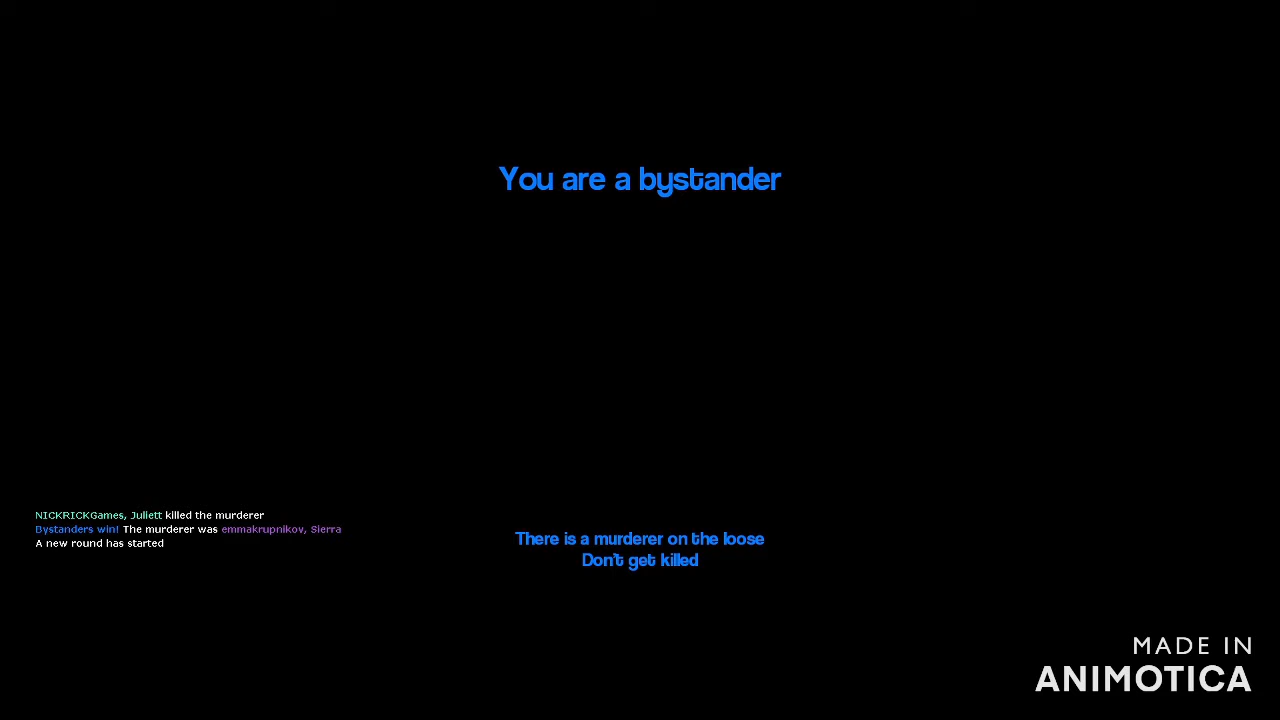 You are a bystander
NICKRICKGames, Juliett killed the murderer
Bystanders win! The murderer was emmakrupnikov, Sierra
A new round has started
There is a murderer on the loose
Don't get killed
MADE IN
ANIMOTICA